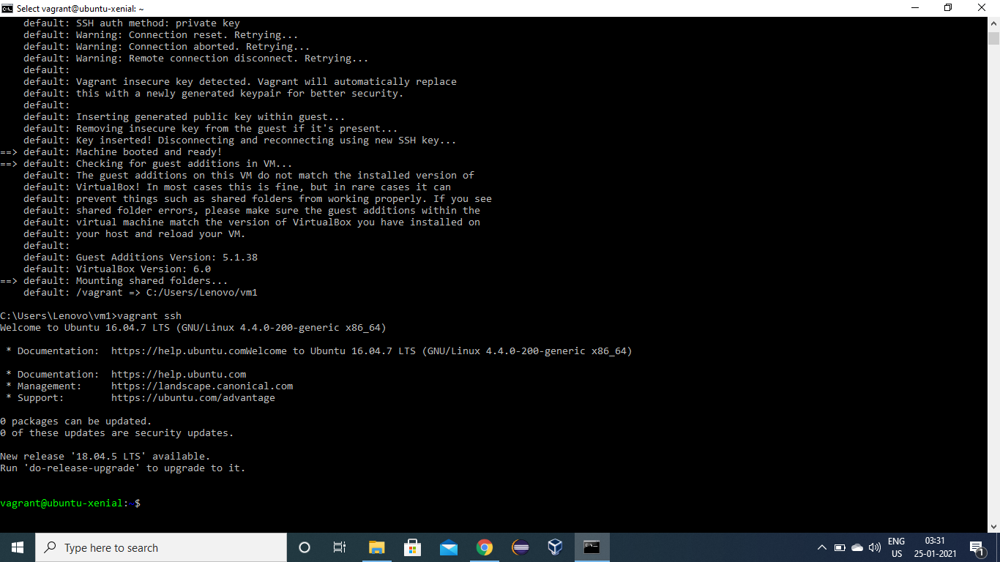 Select vagrant@ubuntu-xenial: ~
default: SSH auth method: private key
default: Warning: Connection reset. Retrying...
default: Warning: Connection aborted. Retrying...
default: Warning: Remote connection disconnect. Retrying...
default:
default: Vagrant insecure key detected. Vagrant will automatically replace
default: this with a newly generated keypair for better security.
default:
default: Inserting generated public key within guest...
default: Removing insecure key from the guest if it's present...
default: Key inserted! Disconnecting and reconnecting using new SSH key...
==> default: Machine booted and ready!
==> default: Checking for guest additions in VM...
default: The guest additions on this VM do not match the installed version of
default: VirtualBox! In most cases this is fine, but in rare cases it can
default: prevent things such as shared folders from working properly. If you see
default: shared folder errors, please make sure the guest additions within the
default: virtual machine match the version of VirtualBox you have installed on
default: your host and reload your VM.
default:
default: Guest Additions Version: 5.1.38
default: VirtualBox Version: 6.0
==> default: Mounting shared folders...
default: /vagrant => C:/Users/Lenovo/vm1
C:\Users\Lenovo\vm1>vagrant ssh
Welcome to Ubuntu 16.04.7 LTS (GNU/Linux 4.4.0-200-generic x86_64)
* Documentation:  https://help.ubuntu.comWelcome to Ubuntu 16.04.7 LTS (GNU/Linux 4.4.0-200-generic x86_64)
* Documentation:  https://help.ubuntu.com
* Management:     https://landscape.canonical.com
* Support:        https://ubuntu.com/advantage
0 packages can be updated.
0 of these updates are security updates.
New release '18.04.5 LTS' available.
Run 'do-release-upgrade' to upgrade to it.
vagrant@ubuntu-xenial:~$
Type here to search
ENG
US
03:31
25-01-2021
1